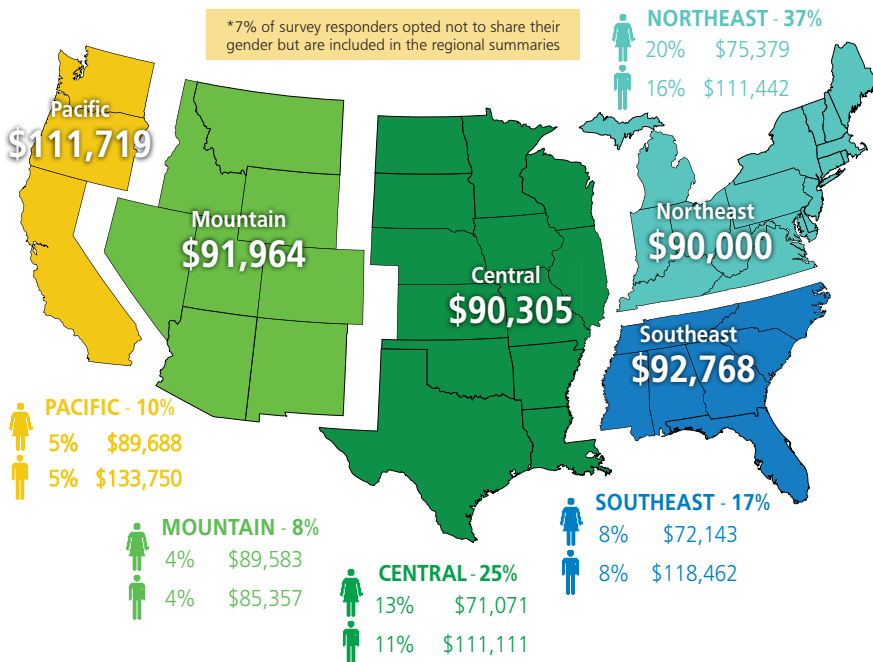 *7% of survey responders opted not to share their
gender but are included in the regional summaries
NORTHEAST - 37%
20% $75,379
16% $111,442
Pacific
$111,719
Mountain
$91,964
Central
$90,305
Northeast
$90,000
Southeast
$92,768
PACIFIC - 10%
5% $89,688
5% $133,750
MOUNTAIN - 8%
4% $89,583
4% $85,357
CENTRAL - 25%
13% $71,071
11% $111,111
SOUTHEAST - 17%
8% $72,143
8% $118,462